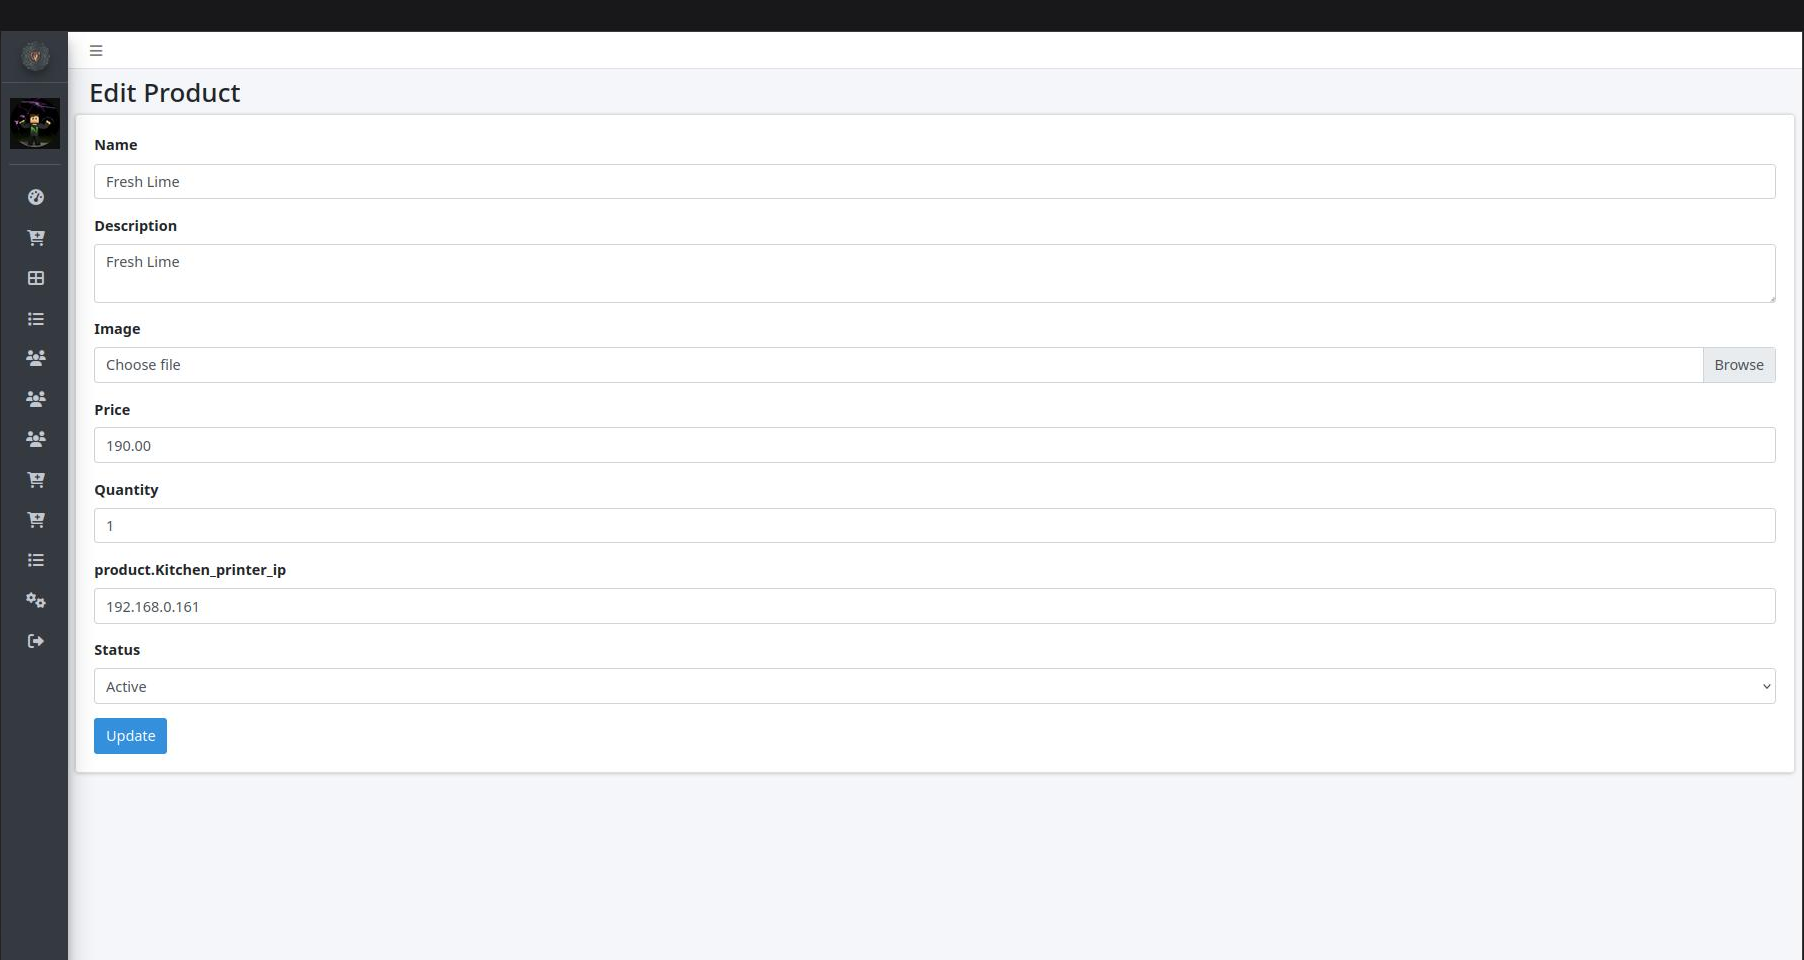 Edit Product
Name
Fresh Lime
Description
Fresh Lime
Image
Choose file
Browse
Price
190.00
Quantity
1
product.Kitchen_printer_ip
192.168.0.161
Status
Active
Update